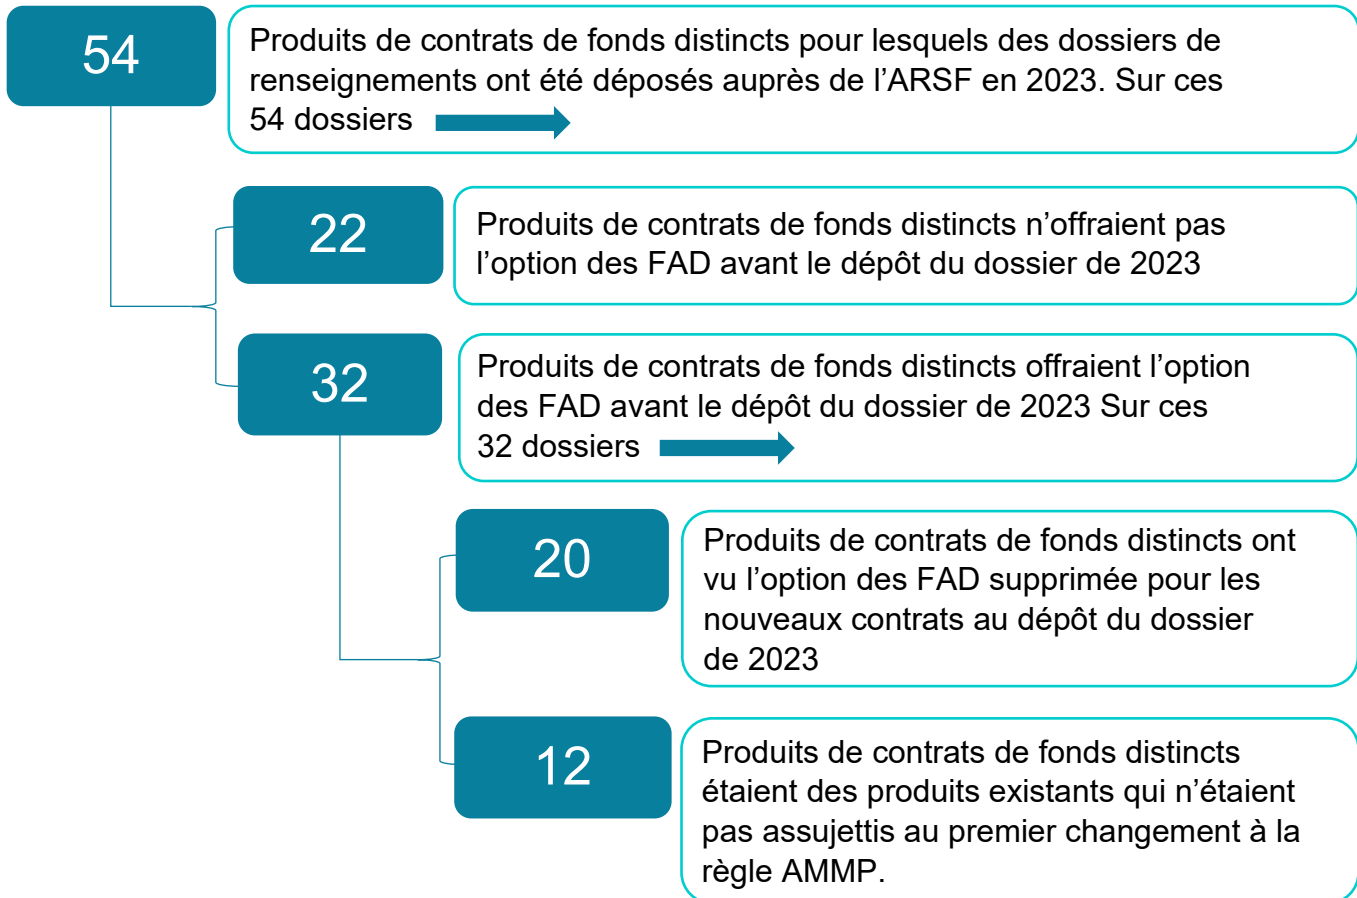 54
Produits de contrats de fonds distincts pour lesquels des dossiers de
renseignements ont été déposés auprès de l’ARSF en 2023. Sur ces
54 dossiers
22
Produits de contrats de fonds distincts n’offraient pas
l’option des FAD avant le dépôt du dossier de 2023
32
Produits de contrats de fonds distincts offraient l’option
des FAD avant le dépôt du dossier de 2023 Sur ces
32 dossiers
20
Produits de contrats de fonds distincts ont
vu l’option des FAD supprimée pour les
nouveaux contrats au dépôt du dossier
de 2023
12
Produits de contrats de fonds distincts
étaient des produits existants qui n’étaient
pas assujettis au premier changement à la
règle AMMP.